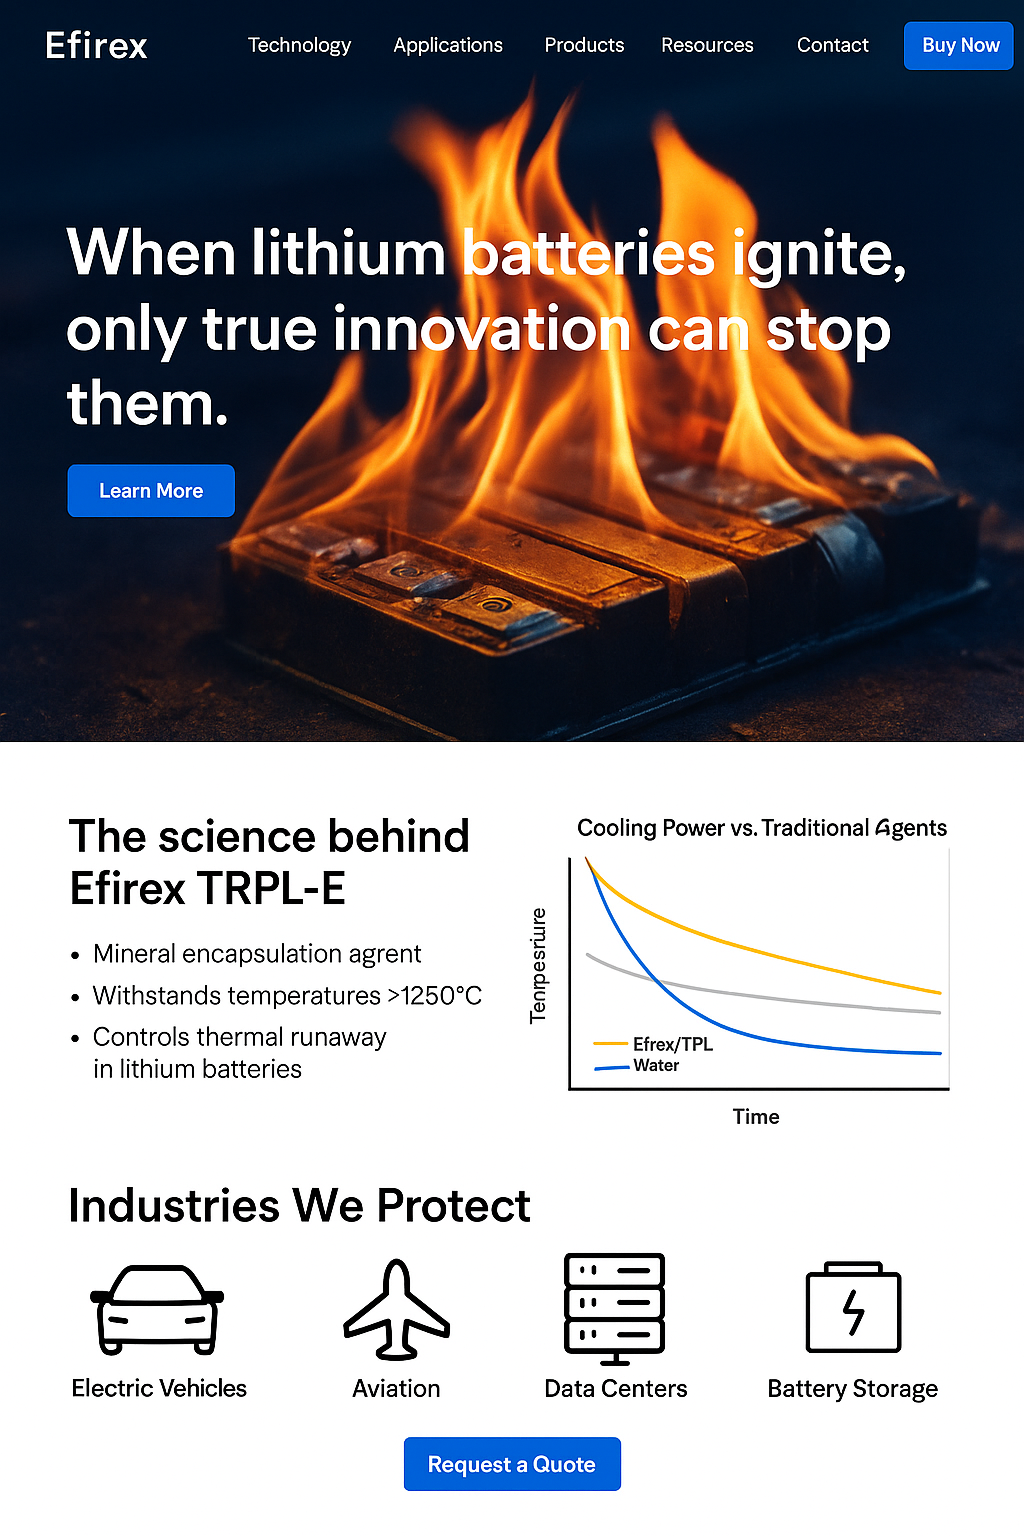 Efirex
Technology Applications Products Resources Contact Buy Now
When lithium batteries ignite,
only true innovation can stop
them.
Learn More
The science behind
Efirex TRPL-E
• Mineral encapsulation agrent
• Withstands temperatures >1250°C
• Controls thermal runaway
in lithium batteries
Cooling Power vs. Traditional Agents
Efrex/TPL
Water
Time
Industries We Protect
Electric Vehicles Aviation Data Centers Battery Storage
Request a Quote